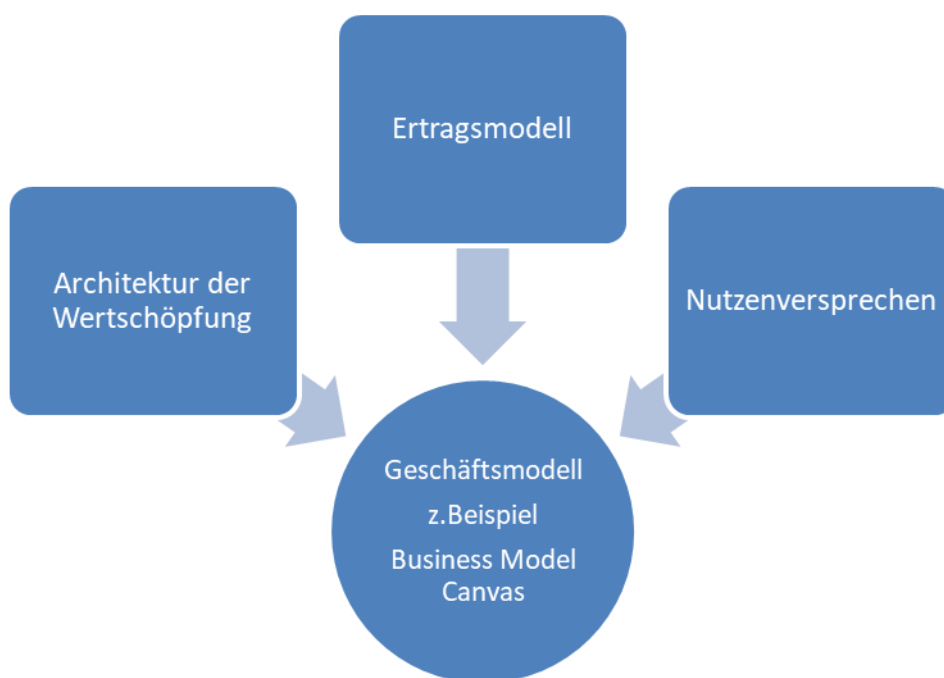 Ertragsmodell
Architektur der
Wertschöpfung
Nutzenversprechen
Geschäftsmodell
z.Beispiel
Business Model
Canvas